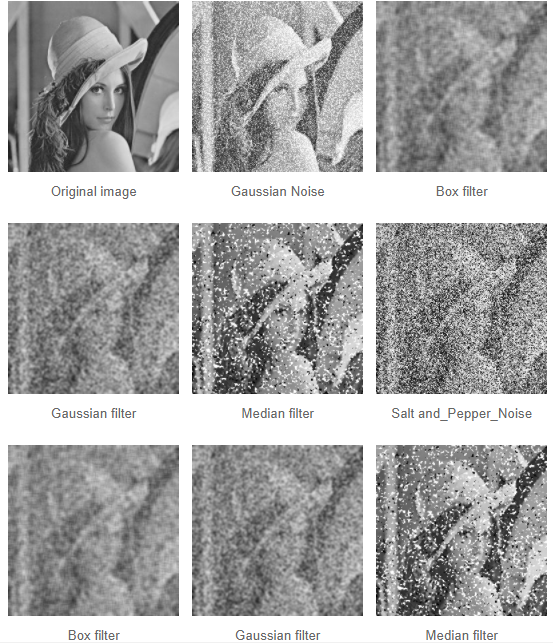 Original image
Gaussian Noise
Box filter
Gaussian filter
Median filter
Salt and_Pepper_Noise
Box filter
Gaussian filter
Median filter